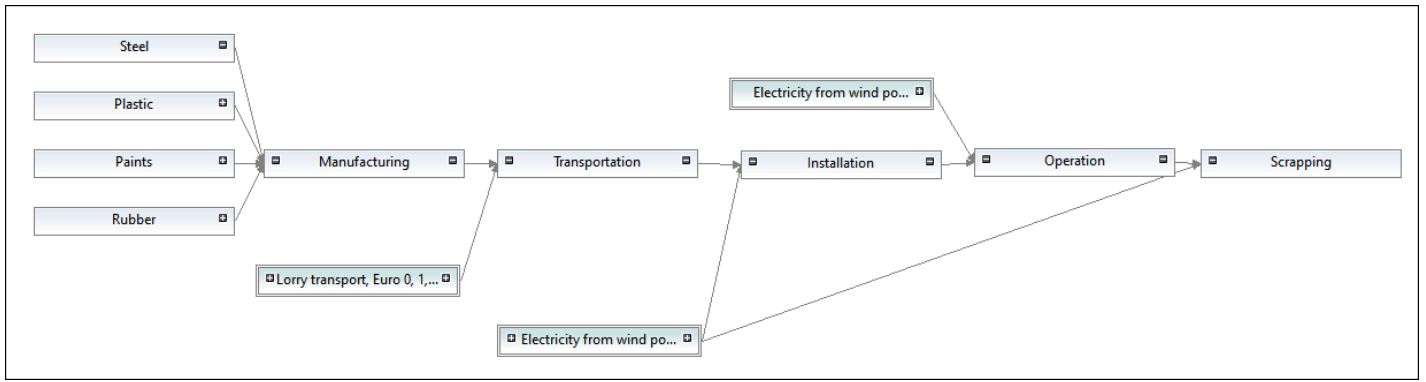 Steel
Plastic
Paints
Rubber
Manufacturing
Transportation
Installation
Operation
Scrapping
Electricity from wind po...
Lorry transport, Euro 0, 1,...
Electricity from wind po...